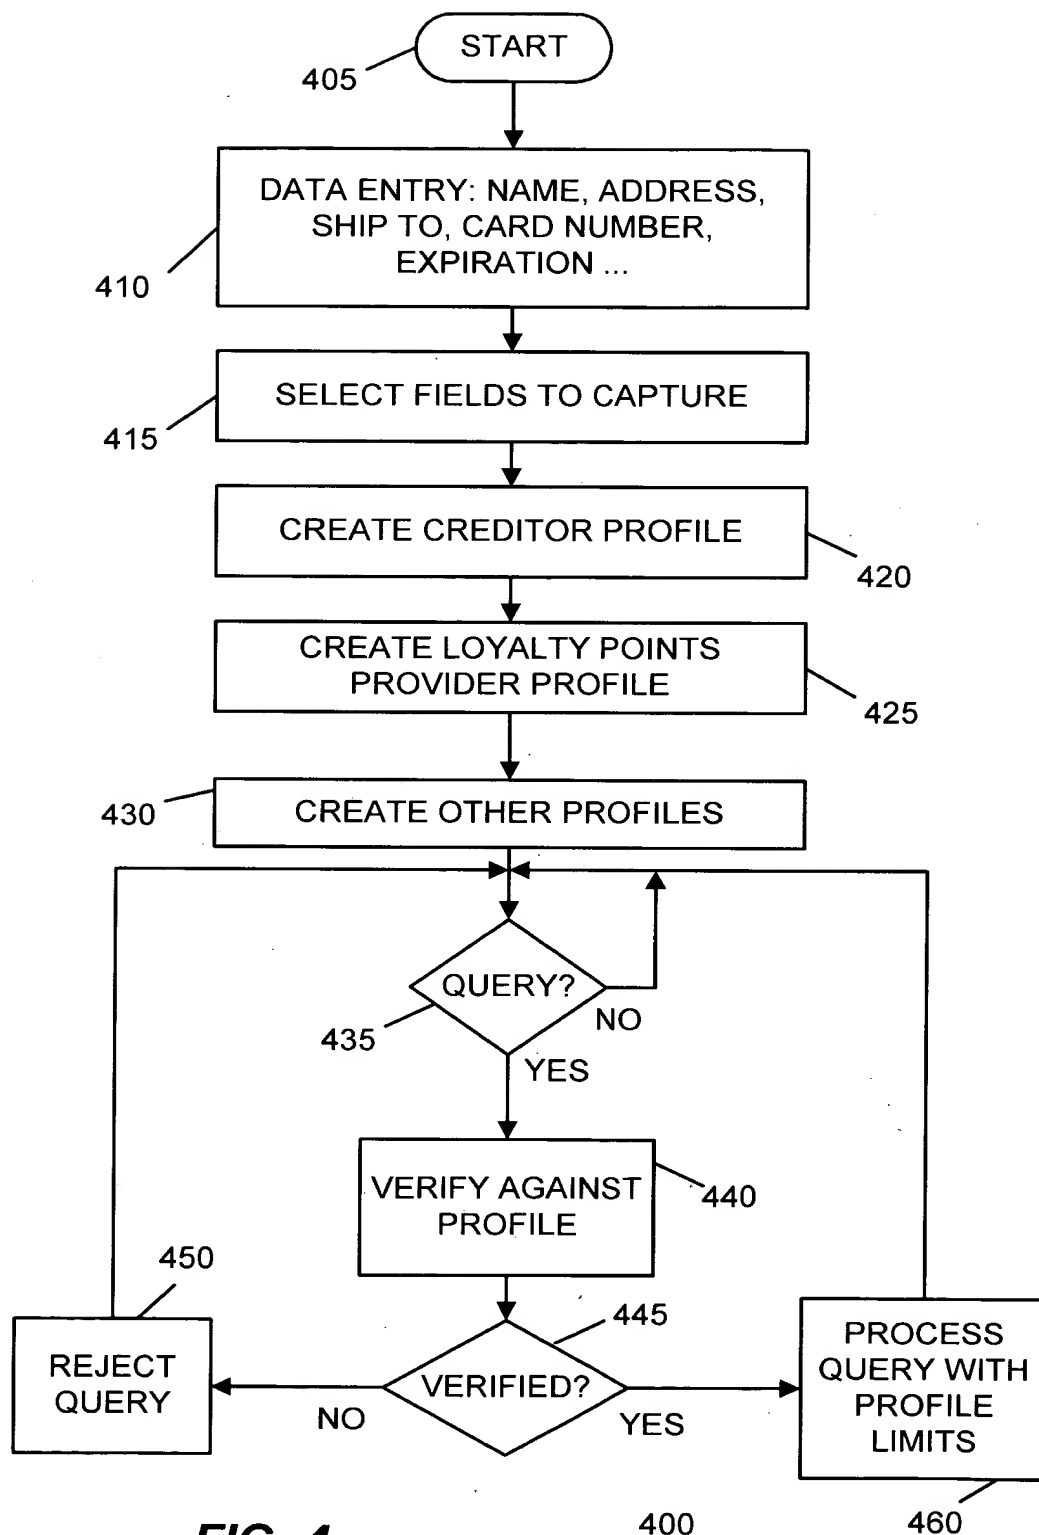 START
405
DATA ENTRY: NAME, ADDRESS,
SHIP TO, CARD NUMBER,
EXPIRATION ...
410
SELECT FIELDS TO CAPTURE
415
CREATE CREDITOR PROFILE
420
CREATE LOYALTY POINTS
PROVIDER PROFILE
425
430
CREATE OTHER PROFILES
QUERY?
435
NO
YES
VERIFY AGAINST
PROFILE
440
450
445
REJECT
QUERY
VERIFIED?
NO
YES
PROCESS
QUERY WITH
PROFILE
LIMITS
FIG. 4
400
460